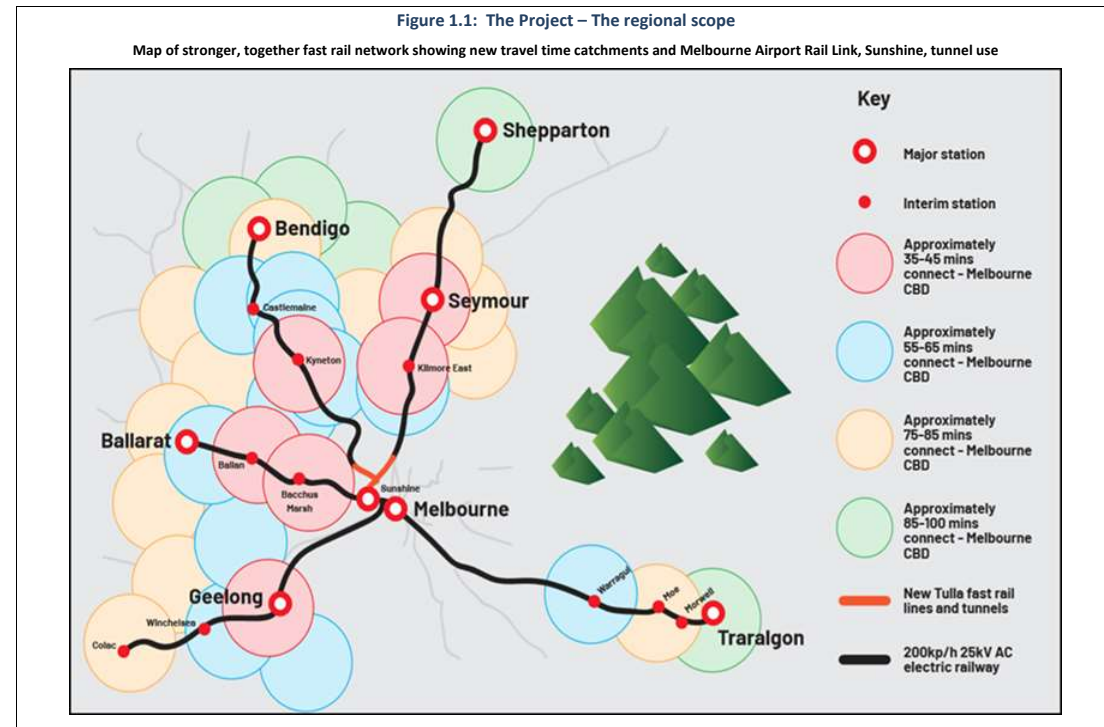 Figure 1.1: The Project – The regional scope
Map of stronger, together fast rail network showing new travel time catchments and Melbourne Airport Rail Link, Sunshine, tunnel use
Key
Shepparton
Major station
Interim station
Bendigo
Approximately
35-45 mins
connect - Melbourne
CBD
Seymour
Castlemaine
Kyneton
Kilmore East
Approximately
55-65 mins
connect - Melbourne
CBD
Approximately
75-85 mins
connect - Melbourne
CBD
Ballarat
Ballan
Bacchus
Marsh
Sunshine
Melbourne
Approximately
85-100 mins
connect - Melbourne
CBD
Geelong
Winchelsea
Colac
Warragul
Moe
Morwell
Traralgon
New Tulla fast rail
lines and tunnels
200kp/h 25kV AC
electric railway